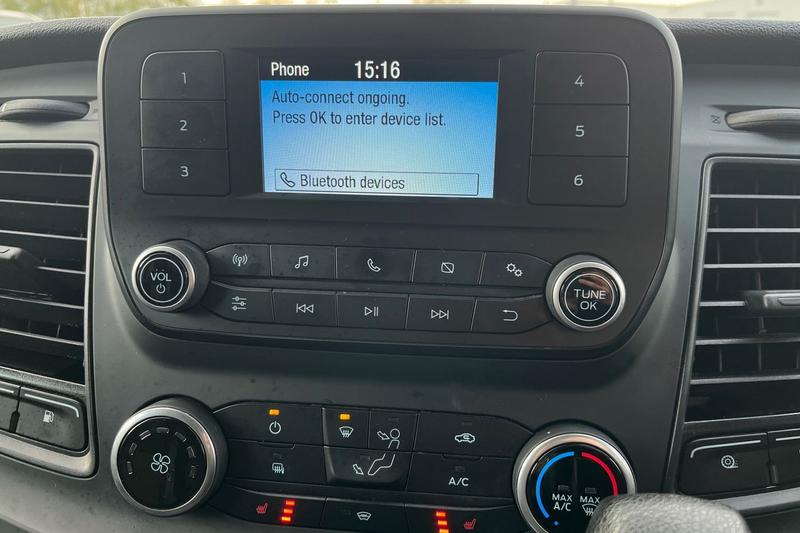 Phone 15:16
Auto-connect ongoing.
Press OK to enter device list.
Bluetooth devices
1
2
3
4
5
6
VOL
TUNE
OK
A/C
MAX
A/C
MAX